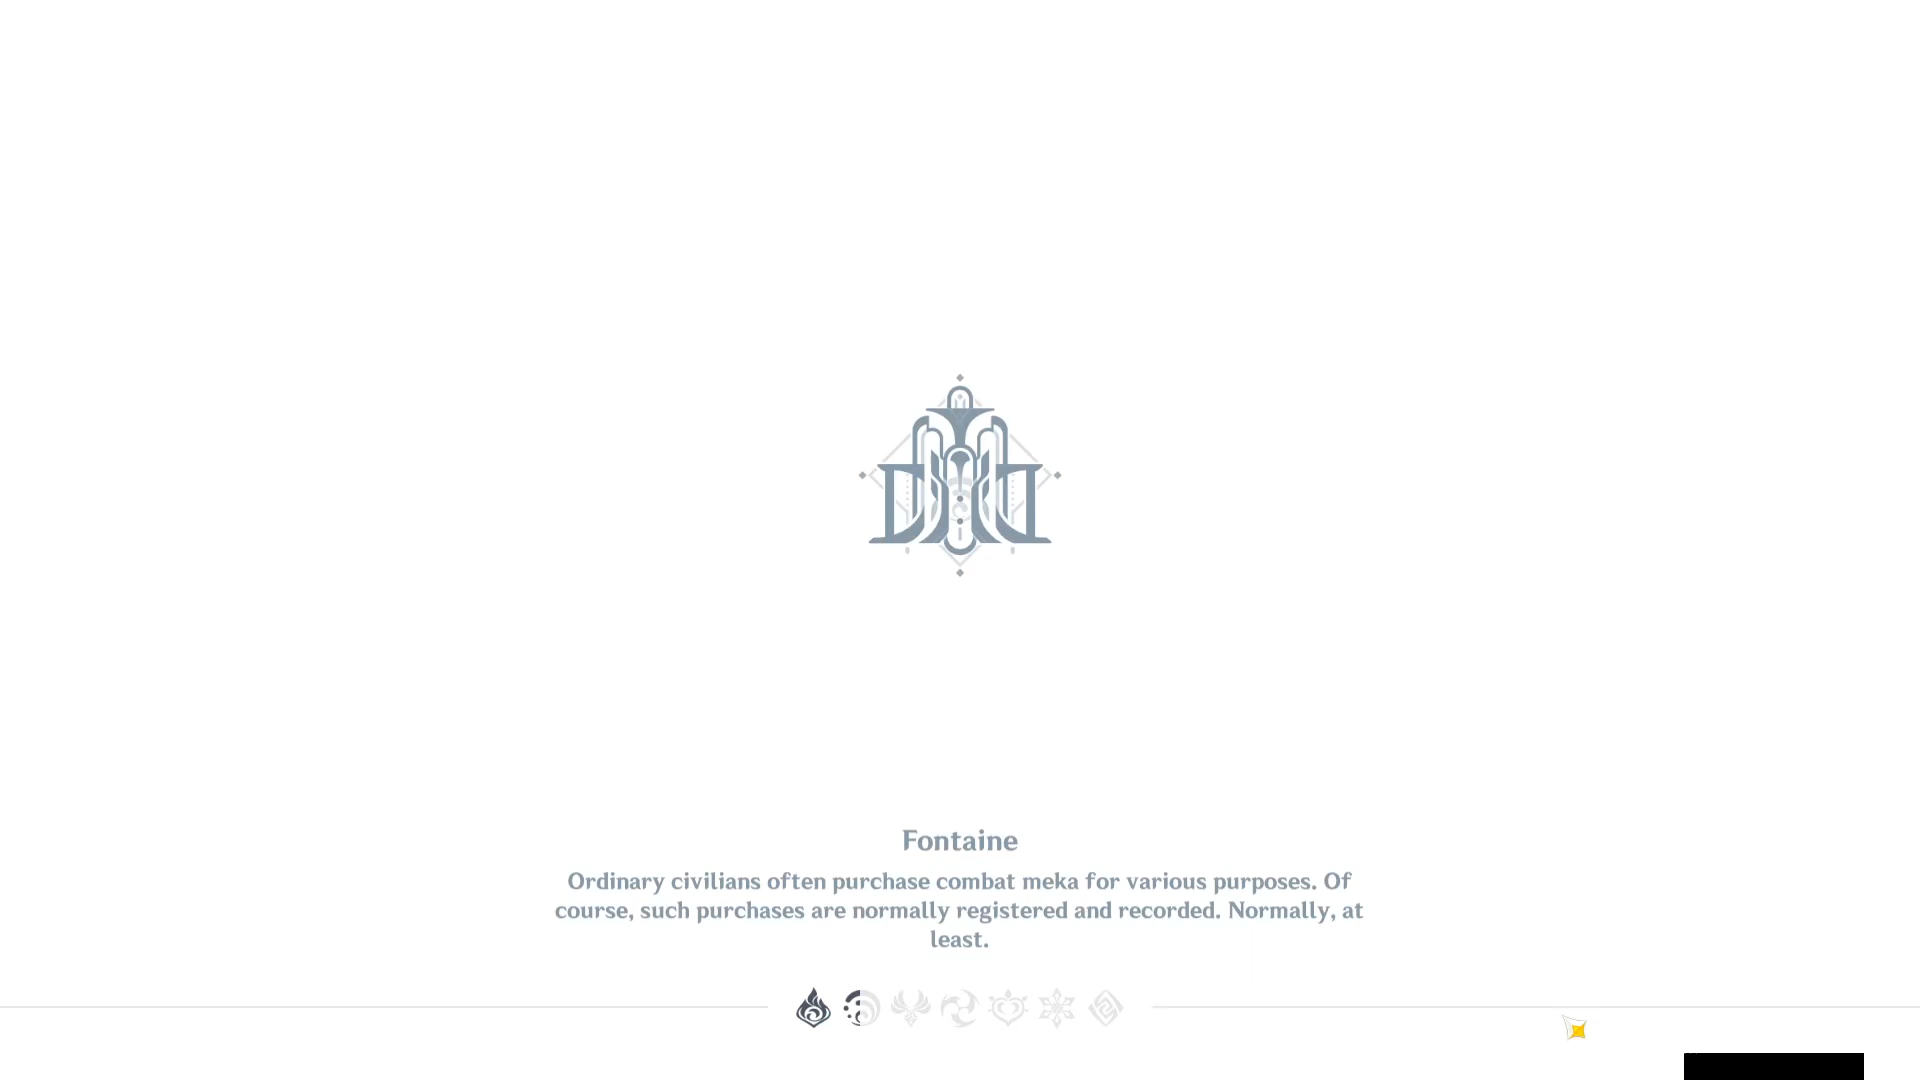 Fontaine
Ordinary civilians often purchase combat meka for various purposes. Of
course, such purchases are normally registered and recorded. Normally, at
least.